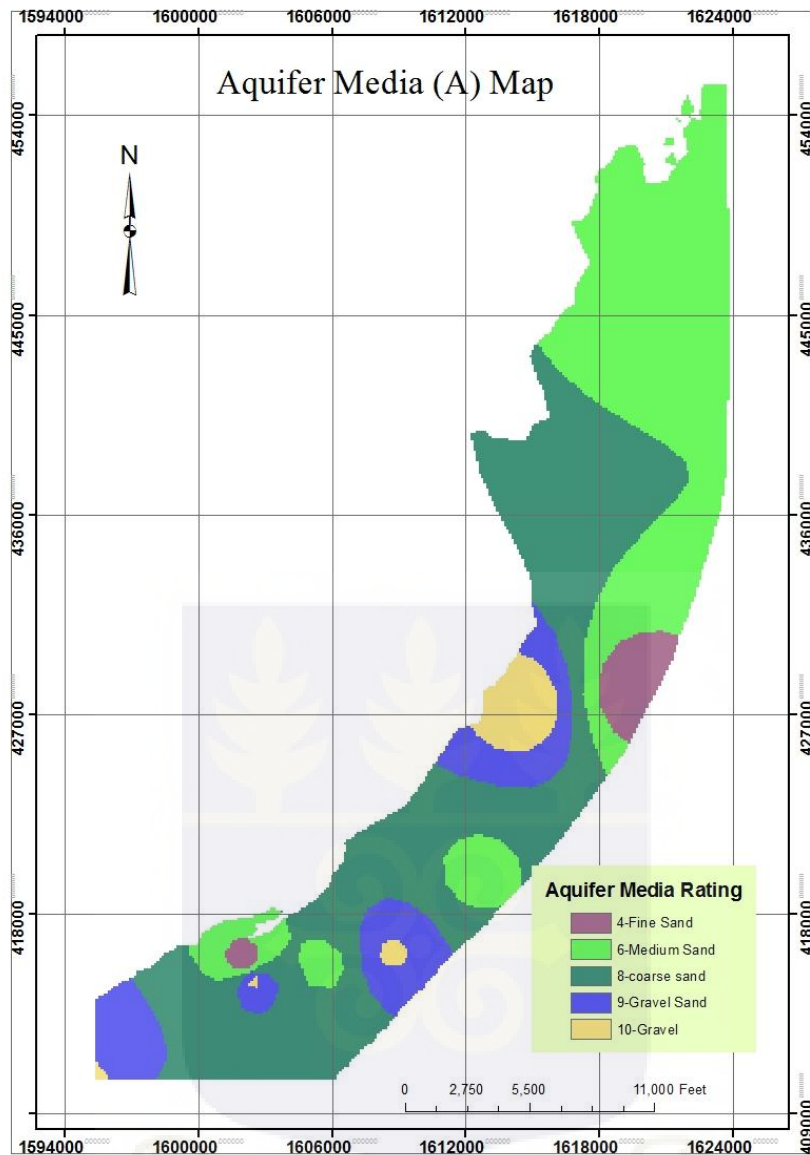 1594000 1600000 1606000 1612000 1618000 1624000
Aquifer Media (A) Map
N
454000 454000
445000 445000
436000 436000
427000 427000
418000 418000
409000
Aquifer Media Rating
4-Fine Sand
6-Medium Sand
8-coarse sand
9-Gravel Sand
10-Gravel
0 2,750 5,500 11,000 Feet
1594000 1600000 1606000 1612000 1618000 1624000